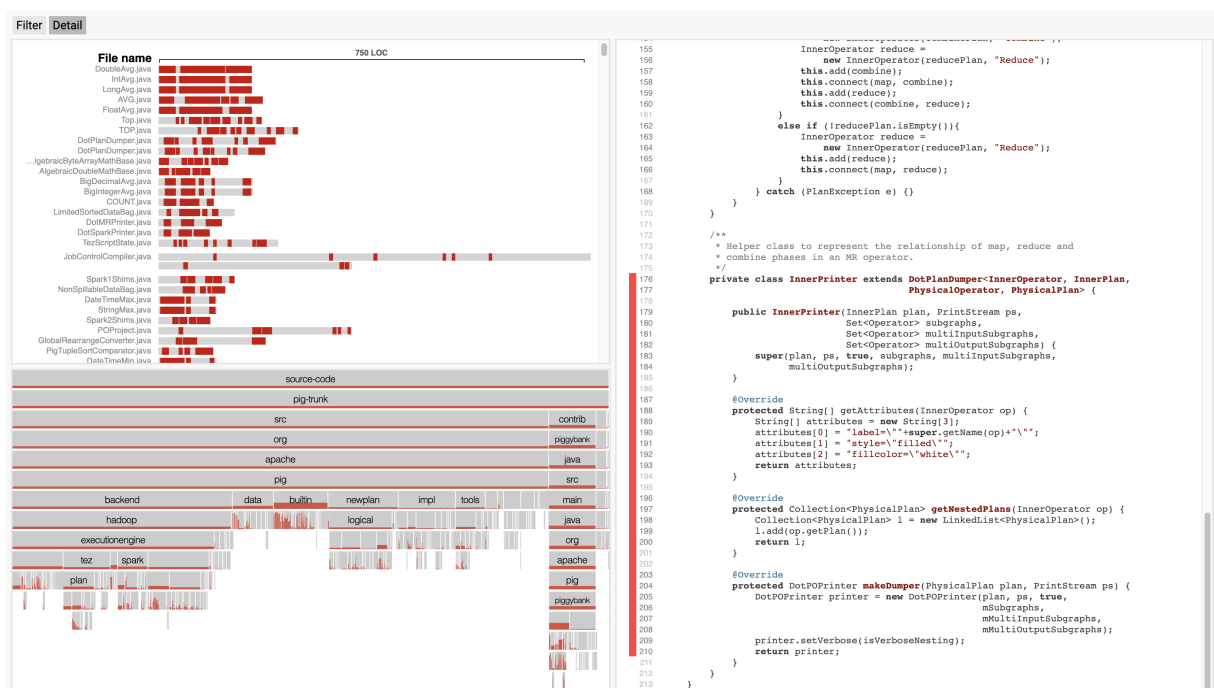 Filter Detail
File name
750 LOC
DoubleAvg.java
IntAvg.java
LongAvg.java
AVG.java
FloatAvg.java
Top.java
TOP.java
DotPlanDumper.java
DotPlanDumper.java
...lgebraicByteArrayMathBase.java
AlgebraicDoubleMathBase.java
BigDecimalAvg.java
BigIntegerAvg.java
COUNT.java
LimitedSortedDataBag.java
DotMRPrinter.java
DotSparkPrinter.java
TezScriptState.java
JobControlCompiler.java
Spark1Shims.java
NonSpillableDataBag.java
DateTimeMax.java
StringMax.java
Spark2Shims.java
POProject.java
GlobalRearrangeConverter.java
PigTupleSortComparator.java
DateTimeMin.java
source-code
pig-trunk
src contrib
org piggybank
apache java
pig src
backend data builtin newplan impl tools main
hadoop logical java
executionengine org
tez spark apache
plan pig
piggybank
155 InnerOperator reduce =
156 new InnerOperator(reducePlan, "Reduce");
157 this.add(combine);
158 this.connect(map, combine);
159 this.add(reduce);
160 this.connect(combine, reduce);
161 }
162 else if (!reducePlan.isEmpty()){
163 InnerOperator reduce =
164 new InnerOperator(reducePlan, "Reduce");
165 this.add(reduce);
166 this.connect(map, reduce);
167 }
168 } catch (PlanException e) {}
169 }
170 }
171
172 /**
173 * Helper class to represent the relationship of map, reduce and
174 * combine phases in an MR operator.
175 */
176 private class InnerPrinter extends DotPlanDumper<InnerOperator, InnerPlan,
177 PhysicalOperator, PhysicalPlan> {
178
179 public InnerPrinter(InnerPlan plan, PrintStream ps,
180 Set<Operator> subgraphs,
181 Set<Operator> multiInputSubgraphs,
182 Set<Operator> multiOutputSubgraphs) {
183 super(plan, ps, true, subgraphs, multiInputSubgraphs,
184 multiOutputSubgraphs);
185 }
186
187 @Override
188 protected String[] getAttributes(InnerOperator op) {
189 String[] attributes = new String[3];
190 attributes[0] = "label=\""+super.getName(op)+"\"";
191 attributes[1] = "style=\"filled\"";
192 attributes[2] = "fillcolor=\"white\"";
193 return attributes;
194 }
195
196 @Override
197 protected Collection<PhysicalPlan> getNestedPlans(InnerOperator op) {
198 Collection<PhysicalPlan> l = new LinkedList<PhysicalPlan>();
199 l.add(op.getPlan());
200 return l;
201 }
202
203 @Override
204 protected DotPOPrinter makeDumper(PhysicalPlan plan, PrintStream ps) {
205 DotPOPrinter printer = new DotPOPrinter(plan, ps, true,
206 mSubgraphs,
207 mMultiInputSubgraphs,
208 mMultiOutputSubgraphs);
209 printer.setVerbose(isVerboseNesting);
210 return printer;
211 }
212 }
213 }